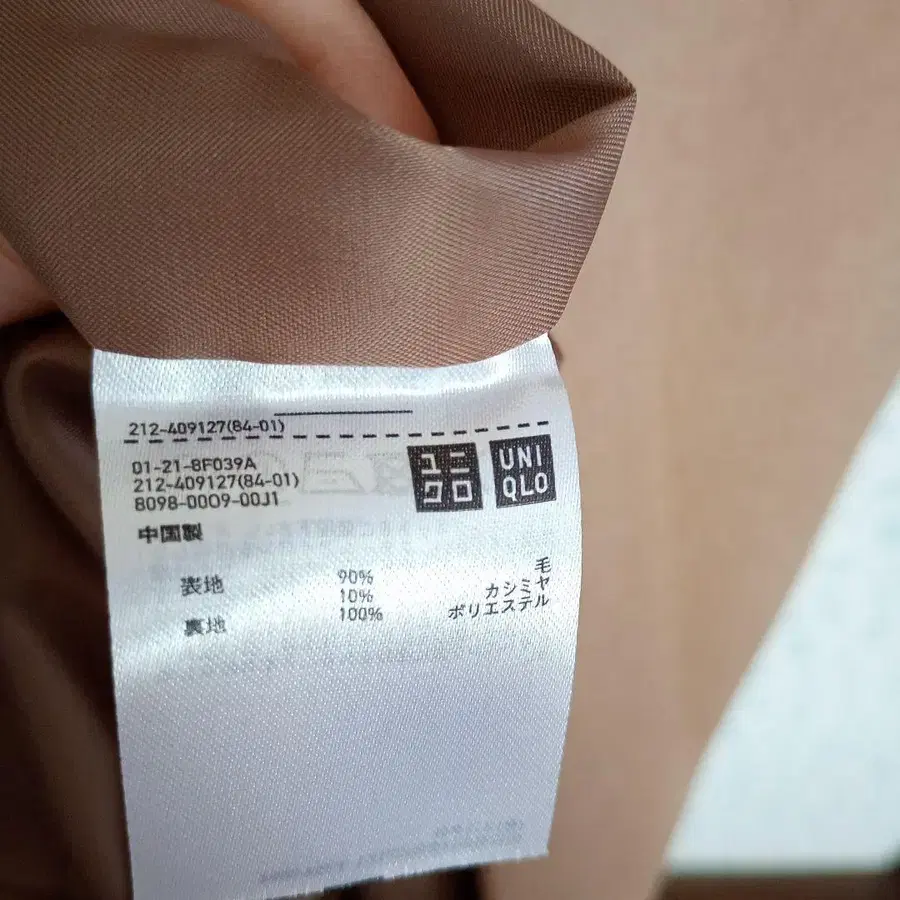 212-409127(84-01)
01-21-8F039A
212-409127(84-01)
8098-0009-00J1
中国製
ユニクロ
UNIQLO
表地 90% 毛
10% カシミヤ
裏地 100% ポリエステル